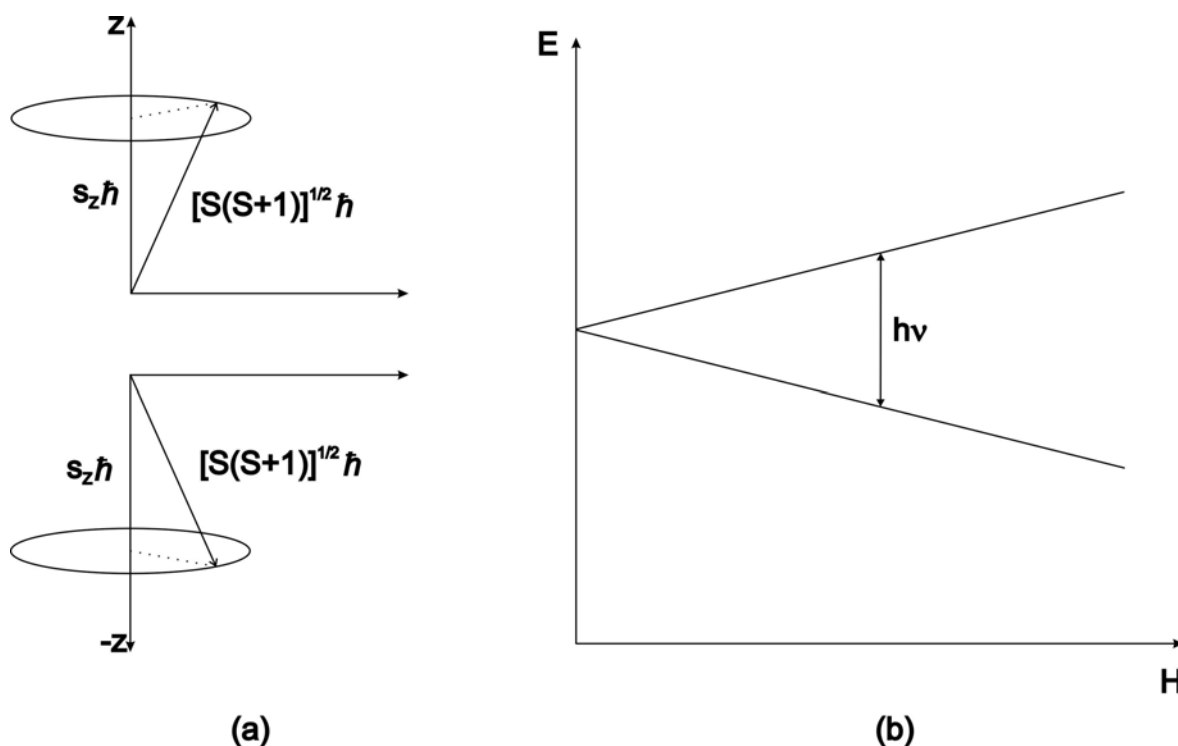 z
s_zℏ
[S(S+1)]^{1/2} ℏ
s_zℏ
[S(S+1)]^{1/2} ℏ
-z
(a)
E
hν
H
(b)